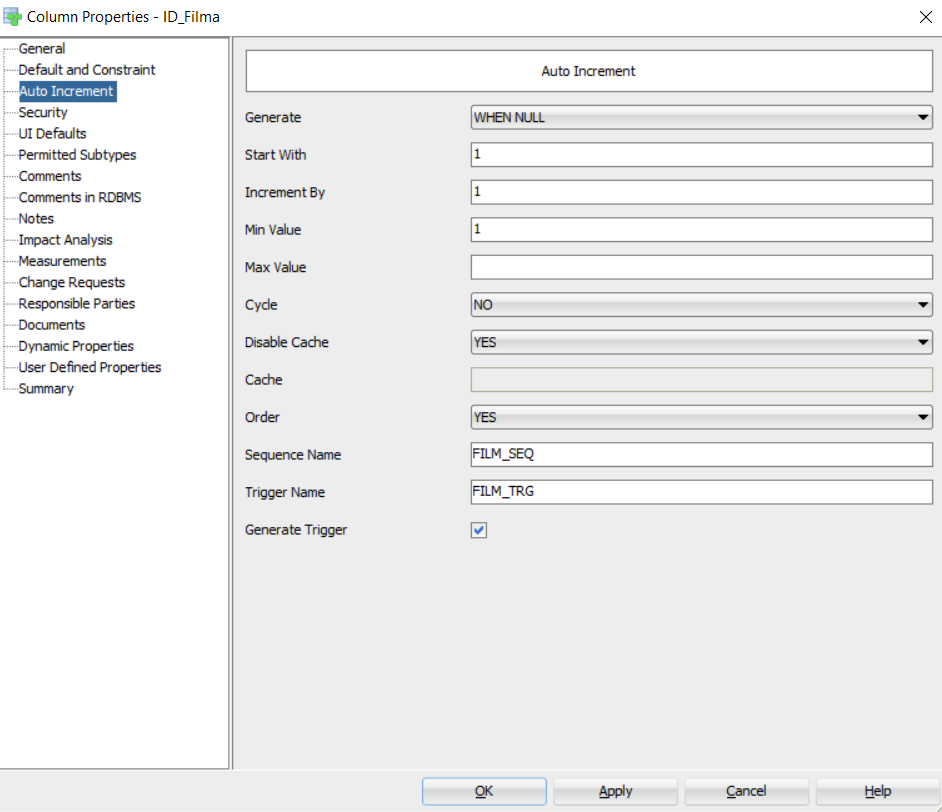 Column Properties - ID_Filma
General
Default and Constraint
Auto Increment
Security
UI Defaults
Permitted Subtypes
Comments
Comments in RDBMS
Notes
Impact Analysis
Measurements
Change Requests
Responsible Parties
Documents
Dynamic Properties
User Defined Properties
Summary
Auto Increment
Generate WHEN NULL
Start With 1
Increment By 1
Min Value 1
Max Value
Cycle NO
Disable Cache YES
Cache
Order YES
Sequence Name FILM_SEQ
Trigger Name FILM_TRG
Generate Trigger
OK Apply Cancel Help